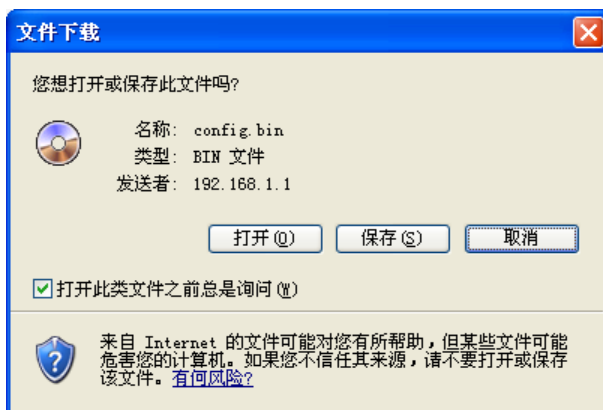 文件下载
您想打开或保存此文件吗?
名称: config.bin
类型: BIN 文件
发送者: 192.168.1.1
打开(O) 保存(S) 取消
打开此类文件之前总是询问(W)
来自 Internet 的文件可能对您有所帮助，但某些文件可能
危害您的计算机。如果您不信任其来源，请不要打开或保存
该文件。有何风险?